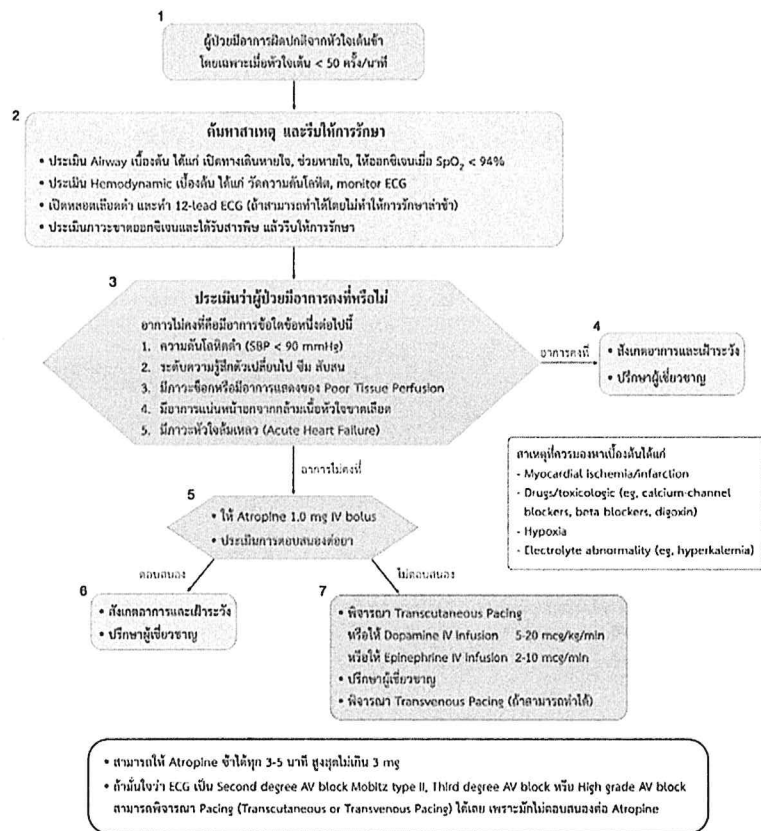 1
ผู้ป่วยมีอาการผิดปกติจากหัวใจเต้นช้า
โดยเฉพาะเมื่อหัวใจเต้น < 50 ครั้ง/นาที
2
ค้นหาสาเหตุ และรีบให้การรักษา
• ประเมิน Airway เบื้องต้น ได้แก่ เปิดทางเดินหายใจ, ช่วยหายใจ, ให้ออกซิเจนเมื่อ SpO₂ < 94%
• ประเมิน Hemodynamic เบื้องต้น ได้แก่ วัดความดันโลหิต, monitor ECG
• เปิดหลอดเลือดดำ และทำ 12-lead ECG (ถ้าสามารถทำได้โดยไม่ทำให้การรักษาล่าช้า)
• ประเมินภาวะขาดออกซิเจนและได้รับสารพิษ แล้วรีบให้การรักษา
3
ประเมินว่าผู้ป่วยมีอาการคงที่หรือไม่
อาการไม่คงที่คือมีอาการข้อใดข้อหนึ่งต่อไปนี้
1. ความดันโลหิตต่ำ (SBP < 90 mmHg)
2. ระดับความรู้สึกตัวเปลี่ยนไป ซึม สับสน
3. มีภาวะช็อกหรือมีอาการแสดงของ Poor Tissue Perfusion
4. มีอาการแน่นหน้าอกจากกล้ามเนื้อหัวใจขาดเลือด
5. มีภาวะหัวใจล้มเหลว (Acute Heart Failure)
อาการคงที่
4
• สังเกตอาการและเฝ้าระวัง
• ปรึกษาผู้เชี่ยวชาญ
สาเหตุที่ควรมองหาเบื้องต้นได้แก่
- Myocardial ischemia/infarction
- Drugs/toxicologic (eg, calcium-channel
blockers, beta blockers, digoxin)
- Hypoxia
- Electrolyte abnormality (eg, hyperkalemia)
อาการไม่คงที่
5
• ให้ Atropine 1.0 mg IV bolus
• ประเมินการตอบสนองต่อยา
ตอบสนอง
ไม่ตอบสนอง
6
• สังเกตอาการและเฝ้าระวัง
• ปรึกษาผู้เชี่ยวชาญ
7
• พิจารณา Transcutaneous Pacing
หรือให้ Dopamine IV infusion 5-20 mcg/kg/min
หรือให้ Epinephrine IV infusion 2-10 mcg/min
• ปรึกษาผู้เชี่ยวชาญ
• พิจารณา Transvenous Pacing (ถ้าสามารถทำได้)
• สามารถให้ Atropine ซ้ำได้ทุก 3-5 นาที สูงสุดไม่เกิน 3 mg
• ถ้ามั่นใจว่า ECG เป็น Second degree AV block Mobitz type II, Third degree AV block หรือ High grade AV block
สามารถพิจารณา Pacing (Transcutaneous or Transvenous Pacing) ได้เลย เพราะมักไม่ตอบสนองต่อ Atropine